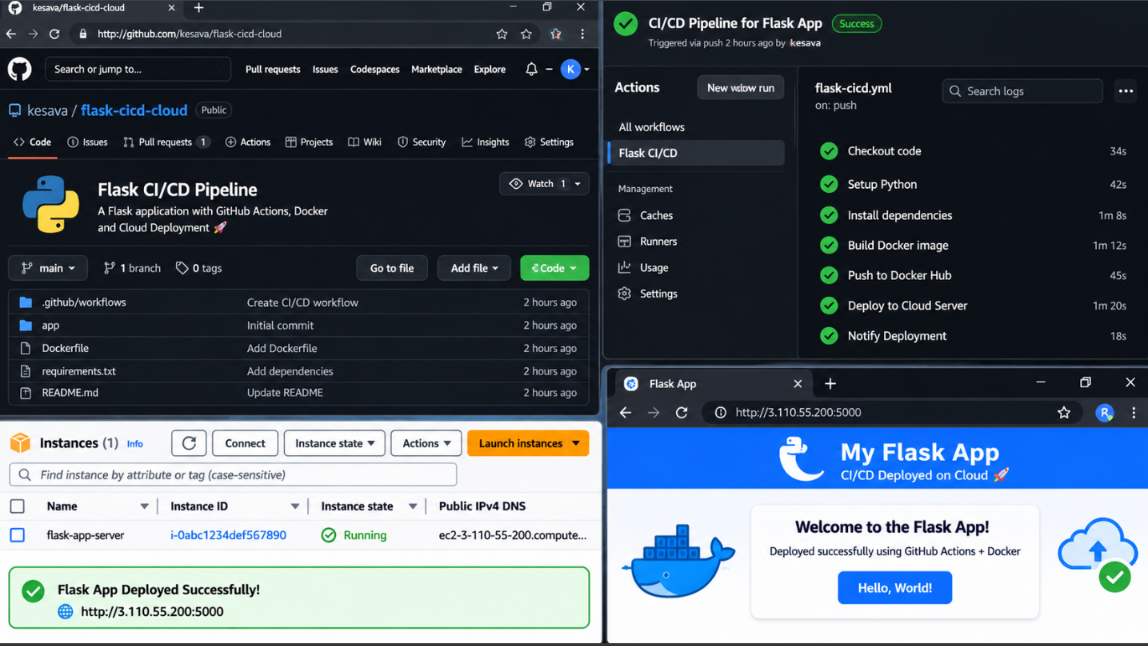 kesava/flask-cicd-cloud
http://github.com/kesava/flask-cicd-cloud
Search or jump to...
Pull requests
Issues
Codespaces
Marketplace
Explore
K
kesava / flask-cicd-cloud
Public
Code
Issues
Pull requests 1
Actions
Projects
Wiki
Security
Insights
Settings
Flask CI/CD Pipeline
Watch 1
A Flask application with GitHub Actions, Docker
and Cloud Deployment 🚀
main
1 branch
0 tags
Go to file
Add file
Code
.github/workflows Create CI/CD workflow 2 hours ago
app Initial commit 2 hours ago
Dockerfile Add Dockerfile 2 hours ago
requirements.txt Add dependencies 2 hours ago
README.md Update README 2 hours ago
CI/CD Pipeline for Flask App Success
Triggered via push 2 hours ago by kesava
Actions
New wdow run
All workflows
Flask CI/CD
Management
Caches
Runners
Usage
Settings
flask-cicd.yml
on: push
Search logs
Checkout code 34s
Setup Python 42s
Install dependencies 1m 8s
Build Docker image 1m 12s
Push to Docker Hub 45s
Deploy to Cloud Server 1m 20s
Notify Deployment 18s
Instances (1) Info
Connect
Instance state
Actions
Launch instances
Find instance by attribute or tag (case-sensitive)
Name Instance ID Instance state Public IPv4 DNS
flask-app-server i-0abc1234def567890 Running ec2-3-110-55-200.compute...
Flask App Deployed Successfully!
http://3.110.55.200:5000
Flask App
http://3.110.55.200:5000
R
My Flask App
CI/CD Deployed on Cloud 🚀
Welcome to the Flask App!
Deployed successfully using GitHub Actions + Docker
Hello, World!